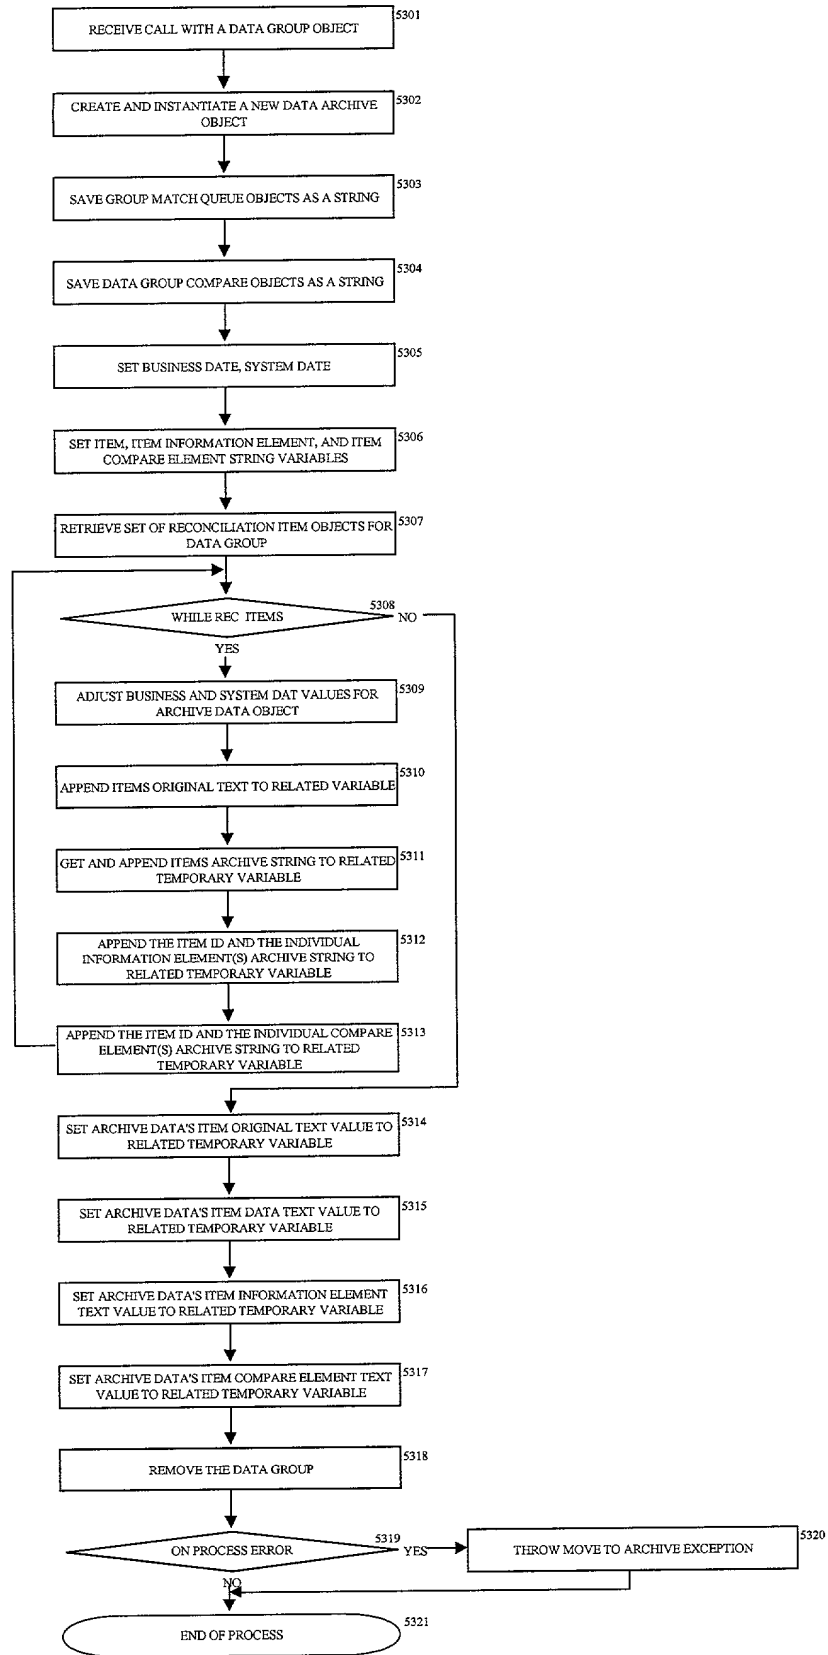 5301
RECEIVE CALL WITH A DATA GROUP OBJECT
5302
CREATE AND INSTANTIATE A NEW DATA ARCHIVE
OBJECT
5303
SAVE GROUP MATCH QUEUE OBJECTS AS A STRING
5304
SAVE DATA GROUP COMPARE OBJECTS AS A STRING
5305
SET BUSINESS DATE, SYSTEM DATE
5306
SET ITEM, ITEM INFORMATION ELEMENT, AND ITEM
COMPARE ELEMENT STRING VARIABLES
5307
RETRIEVE SET OF RECONCILIATION ITEM OBJECTS FOR
DATA GROUP
5308
WHILE REC ITEMS
NO
YES
5309
ADJUST BUSINESS AND SYSTEM DAT VALUES FOR
ARCHIVE DATA OBJECT
5310
APPEND ITEMS ORIGINAL TEXT TO RELATED VARIABLE
5311
GET AND APPEND ITEMS ARCHIVE STRING TO RELATED
TEMPORARY VARIABLE
5312
APPEND THE ITEM ID AND THE INDIVIDUAL
INFORMATION ELEMENT(S) ARCHIVE STRING TO
RELATED TEMPORARY VARIABLE
5313
APPEND THE ITEM ID AND THE INDIVIDUAL COMPARE
ELEMENT(S) ARCHIVE STRING TO RELATED
TEMPORARY VARIABLE
5314
SET ARCHIVE DATA'S ITEM ORIGINAL TEXT VALUE TO
RELATED TEMPORARY VARIABLE
5315
SET ARCHIVE DATA'S ITEM DATA TEXT VALUE TO
RELATED TEMPORARY VARIABLE
5316
SET ARCHIVE DATA'S ITEM INFORMATION ELEMENT
TEXT VALUE TO RELATED TEMPORARY VARIABLE
5317
SET ARCHIVE DATA'S ITEM COMPARE ELEMENT TEXT
VALUE TO RELATED TEMPORARY VARIABLE
5318
REMOVE THE DATA GROUP
5319
ON PROCESS ERROR
YES
5320
THROW MOVE TO ARCHIVE EXCEPTION
NO
5321
END OF PROCESS